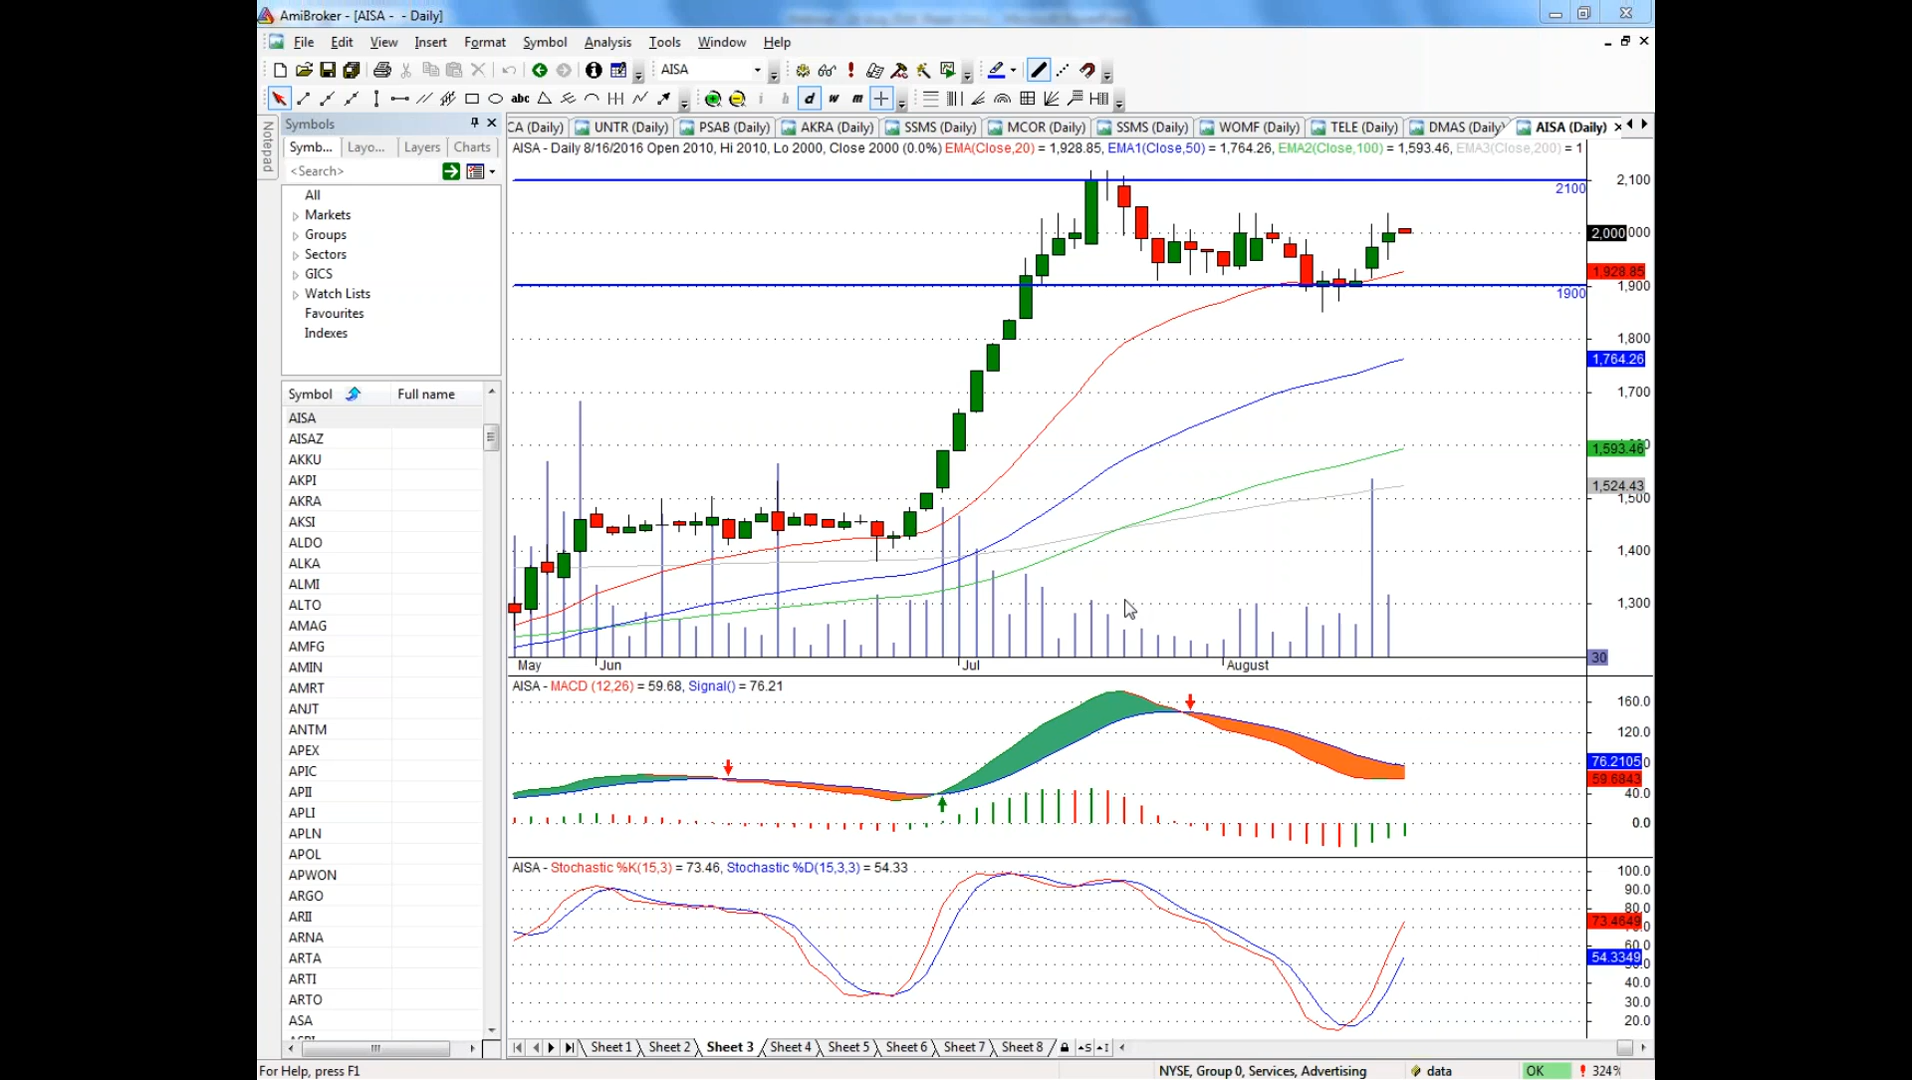 AmiBroker - [AISA - - Daily]
File Edit View Insert Format Symbol Analysis Tools Window Help
AISA
abc i h d w m
Notepad
Symbols
Symb... Layo... Layers Charts
<Search>
All
Markets
Groups
Sectors
GICS
Watch Lists
Favourites
Indexes
Symbol Full name
AISA
AISAZ
AKKU
AKPI
AKRA
AKSI
ALDO
ALKA
ALMI
ALTO
AMAG
AMFG
AMIN
AMRT
ANJT
ANTM
APEX
APIC
APII
APLI
APLN
APOL
APWON
ARGO
ARII
ARNA
ARTA
ARTI
ARTO
ASA
CA (Daily) UNTR (Daily) PSAB (Daily) AKRA (Daily) SSMS (Daily) MCOR (Daily) SSMS (Daily) WOMF (Daily) TELE (Daily) DMAS (Daily) AISA (Daily)
AISA - Daily 8/16/2016 Open 2010, Hi 2010, Lo 2000, Close 2000 (0.0%) EMA(Close,20) = 1,928.85, EMA1(Close,50) = 1,764.26, EMA2(Close,100) = 1,593.46, EMA3(Close,200) = 1
2100 2,100
2,000
1,928.85
1900 1,900
1,800
1,764.26
1,700
1,593.46
1,524.43
1,500
1,400
1,300
30
May Jun Jul August
AISA - MACD (12,26) = 59.68, Signal() = 76.21
160.0
120.0
76.2105
59.6843
40.0
0.0
AISA - Stochastic %K(15,3) = 73.46, Stochastic %D(15,3,3) = 54.33
100.0
90.0
80.0
73.4649
60.0
54.3349
40.0
30.0
20.0
Sheet 1 Sheet 2 Sheet 3 Sheet 4 Sheet 5 Sheet 6 Sheet 7 Sheet 8
For Help, press F1 NYSE, Group 0, Services, Advertising data OK 324%